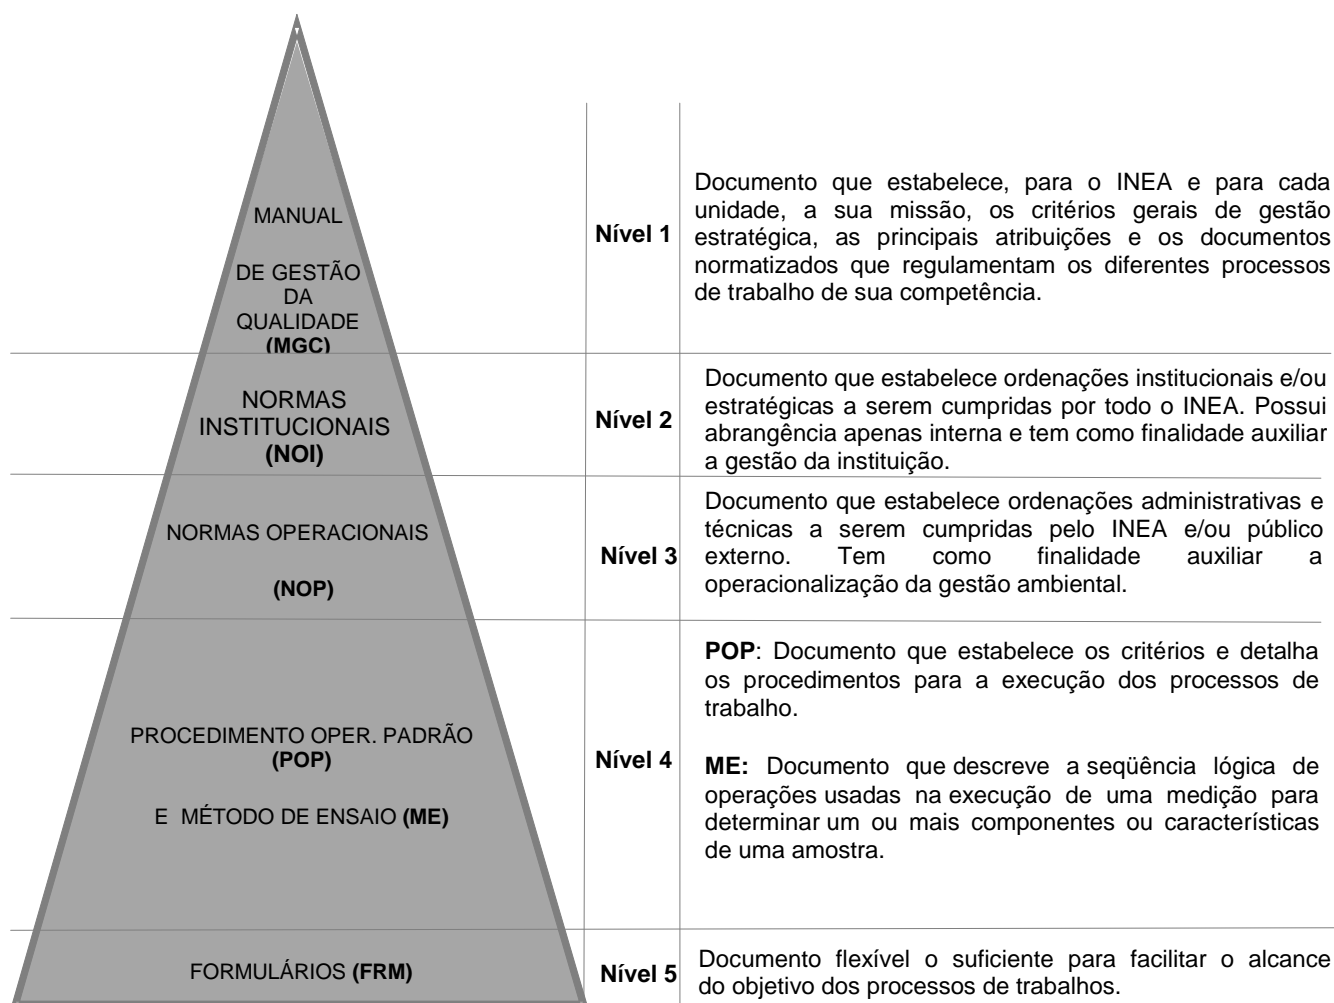 MANUAL
DE GESTÃO
DA
QUALIDADE
(MGC)
Nível 1
Documento que estabelece, para o INEA e para cada
unidade, a sua missão, os critérios gerais de gestão
estratégica, as principais atribuições e os documentos
normatizados que regulamentam os diferentes processos
de trabalho de sua competência.
NORMAS
INSTITUCIONAIS
(NOI)
Nível 2
Documento que estabelece ordenações institucionais e/ou
estratégicas a serem cumpridas por todo o INEA. Possui
abrangência apenas interna e tem como finalidade auxiliar
a gestão da instituição.
NORMAS OPERACIONAIS
(NOP)
Nível 3
Documento que estabelece ordenações administrativas e
técnicas a serem cumpridas pelo INEA e/ou público
externo. Tem como finalidade auxiliar a
operacionalização da gestão ambiental.
PROCEDIMENTO OPER. PADRÃO
(POP)
E MÉTODO DE ENSAIO (ME)
Nível 4
POP: Documento que estabelece os critérios e detalha
os procedimentos para a execução dos processos de
trabalho.
ME: Documento que descreve a seqüência lógica de
operações usadas na execução de uma medição para
determinar um ou mais componentes ou características
de uma amostra.
FORMULÁRIOS (FRM)
Nível 5
Documento flexível o suficiente para facilitar o alcance
do objetivo dos processos de trabalhos.